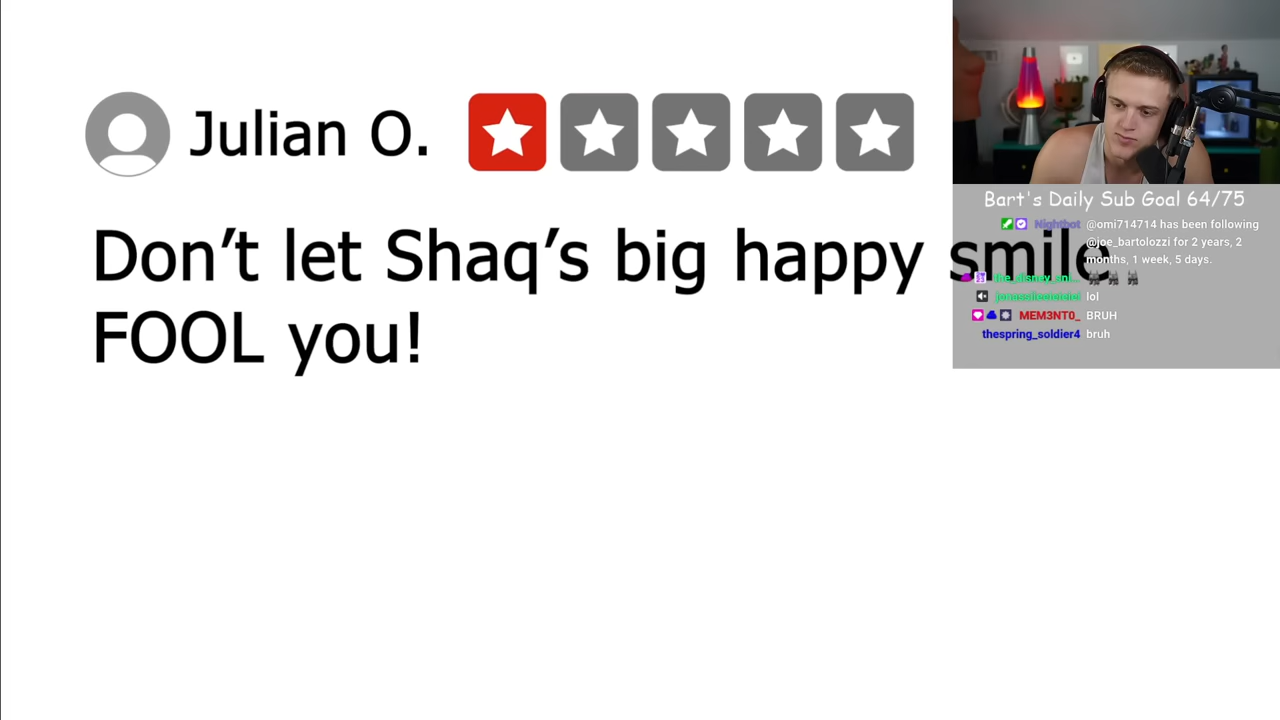 Julian O.
Don’t let Shaq’s big happy smile
FOOL you!
Bart's Daily Sub Goal 64/75
Nightbot @omi714714 has been following
@joe_bartolozzi for 2 years, 2
months, 1 week, 5 days.
lol
MEM3NT0_ BRUH
thespring_soldier4 bruh